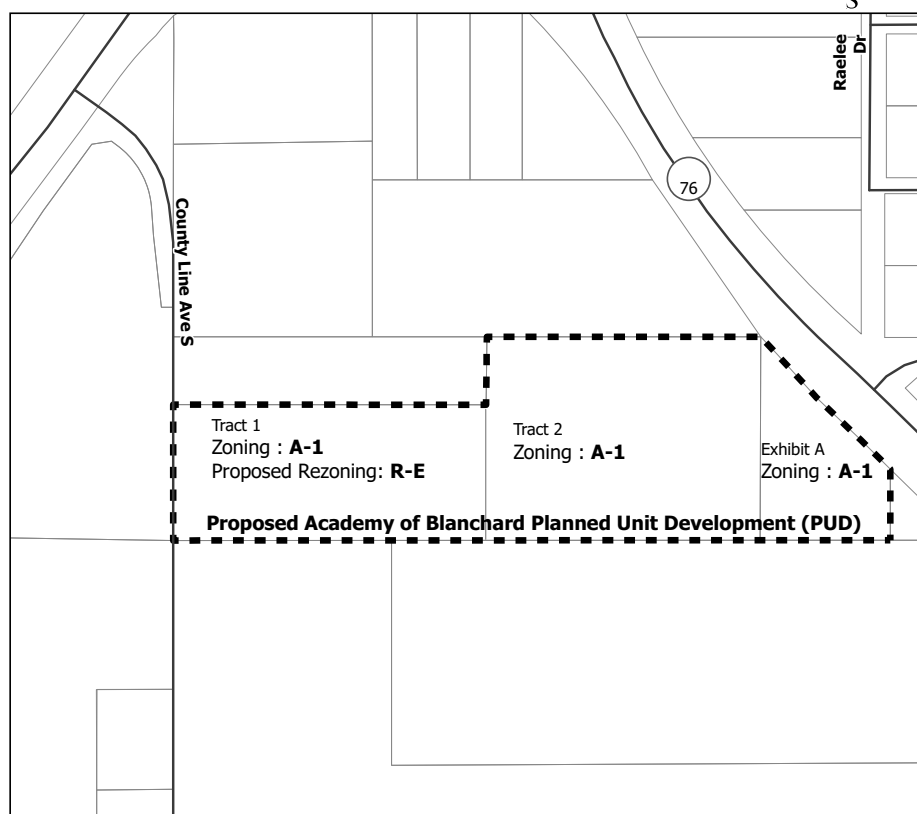 S
Raelee
Dr
76
County Line Ave S
Tract 1
Zoning : A-1
Proposed Rezoning: R-E
Tract 2
Zoning : A-1
Exhibit A
Zoning : A-1
Proposed Academy of Blanchard Planned Unit Development (PUD)